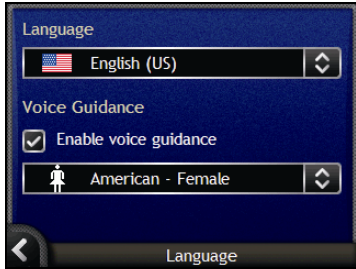 Language
English (US)
Voice Guidance
Enable voice guidance
American - Female
Language